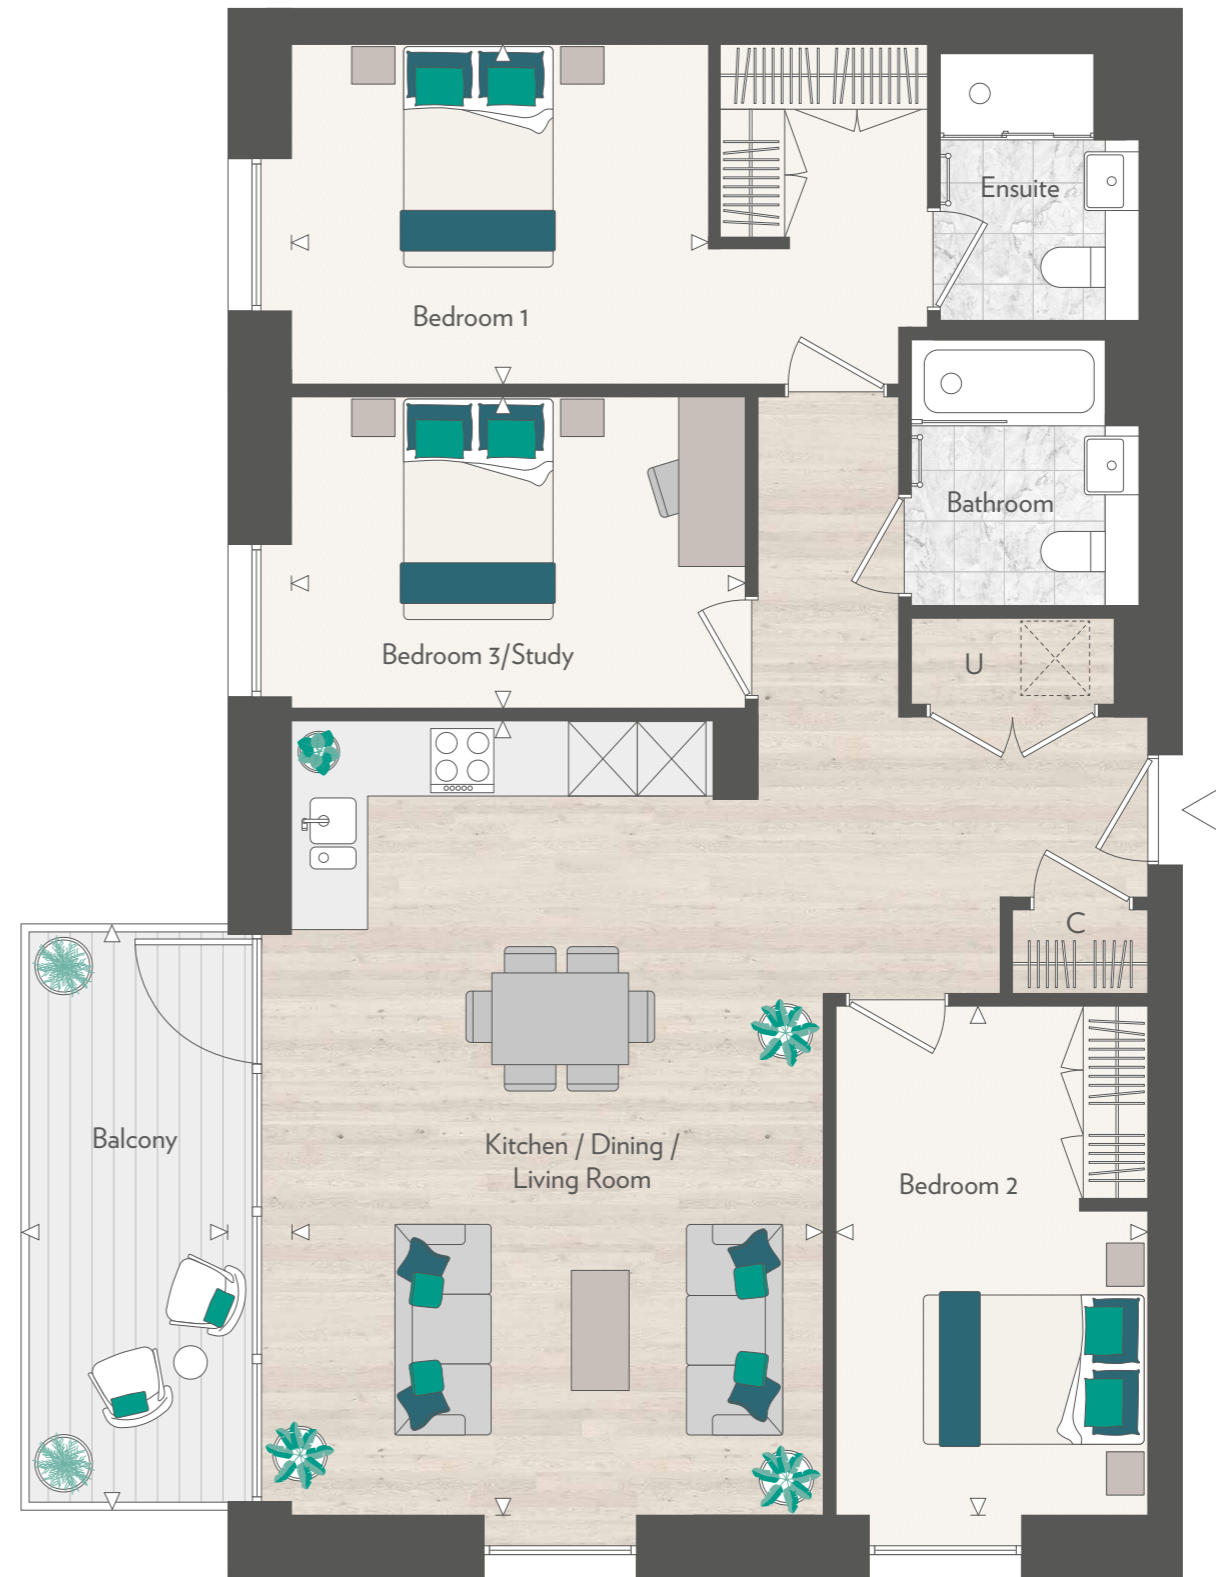 Ensuite
Bedroom 1
Bathroom
Bedroom 3/Study
U
C
Balcony
Kitchen / Dining /
Living Room
Bedroom 2